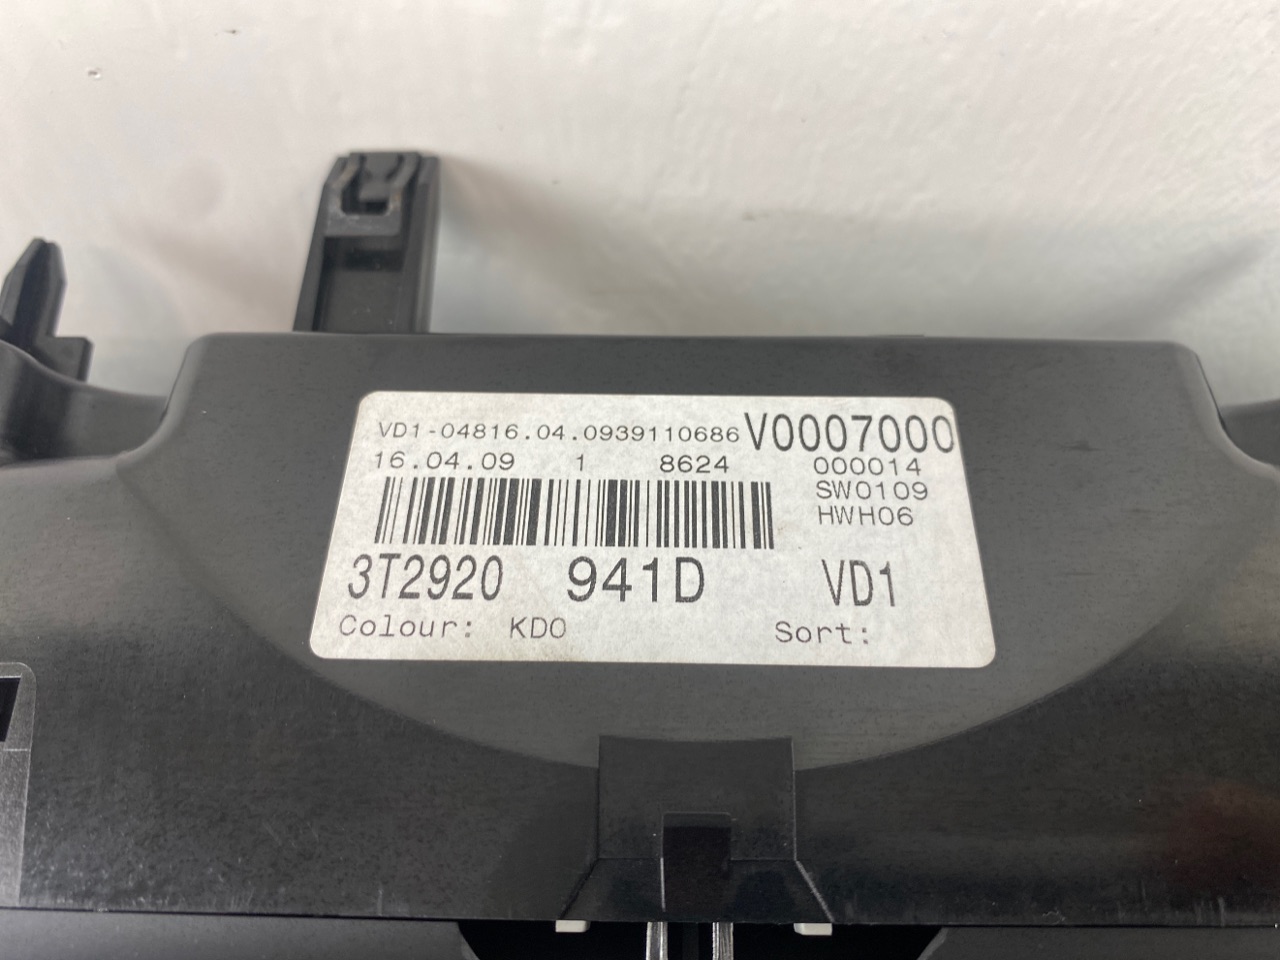 VD1-04816.04.0939110686 V0007000
16.04.09 1 8624 000014
SW0109
HWH06
3T2920 941D VD1
Colour: KD0 Sort: